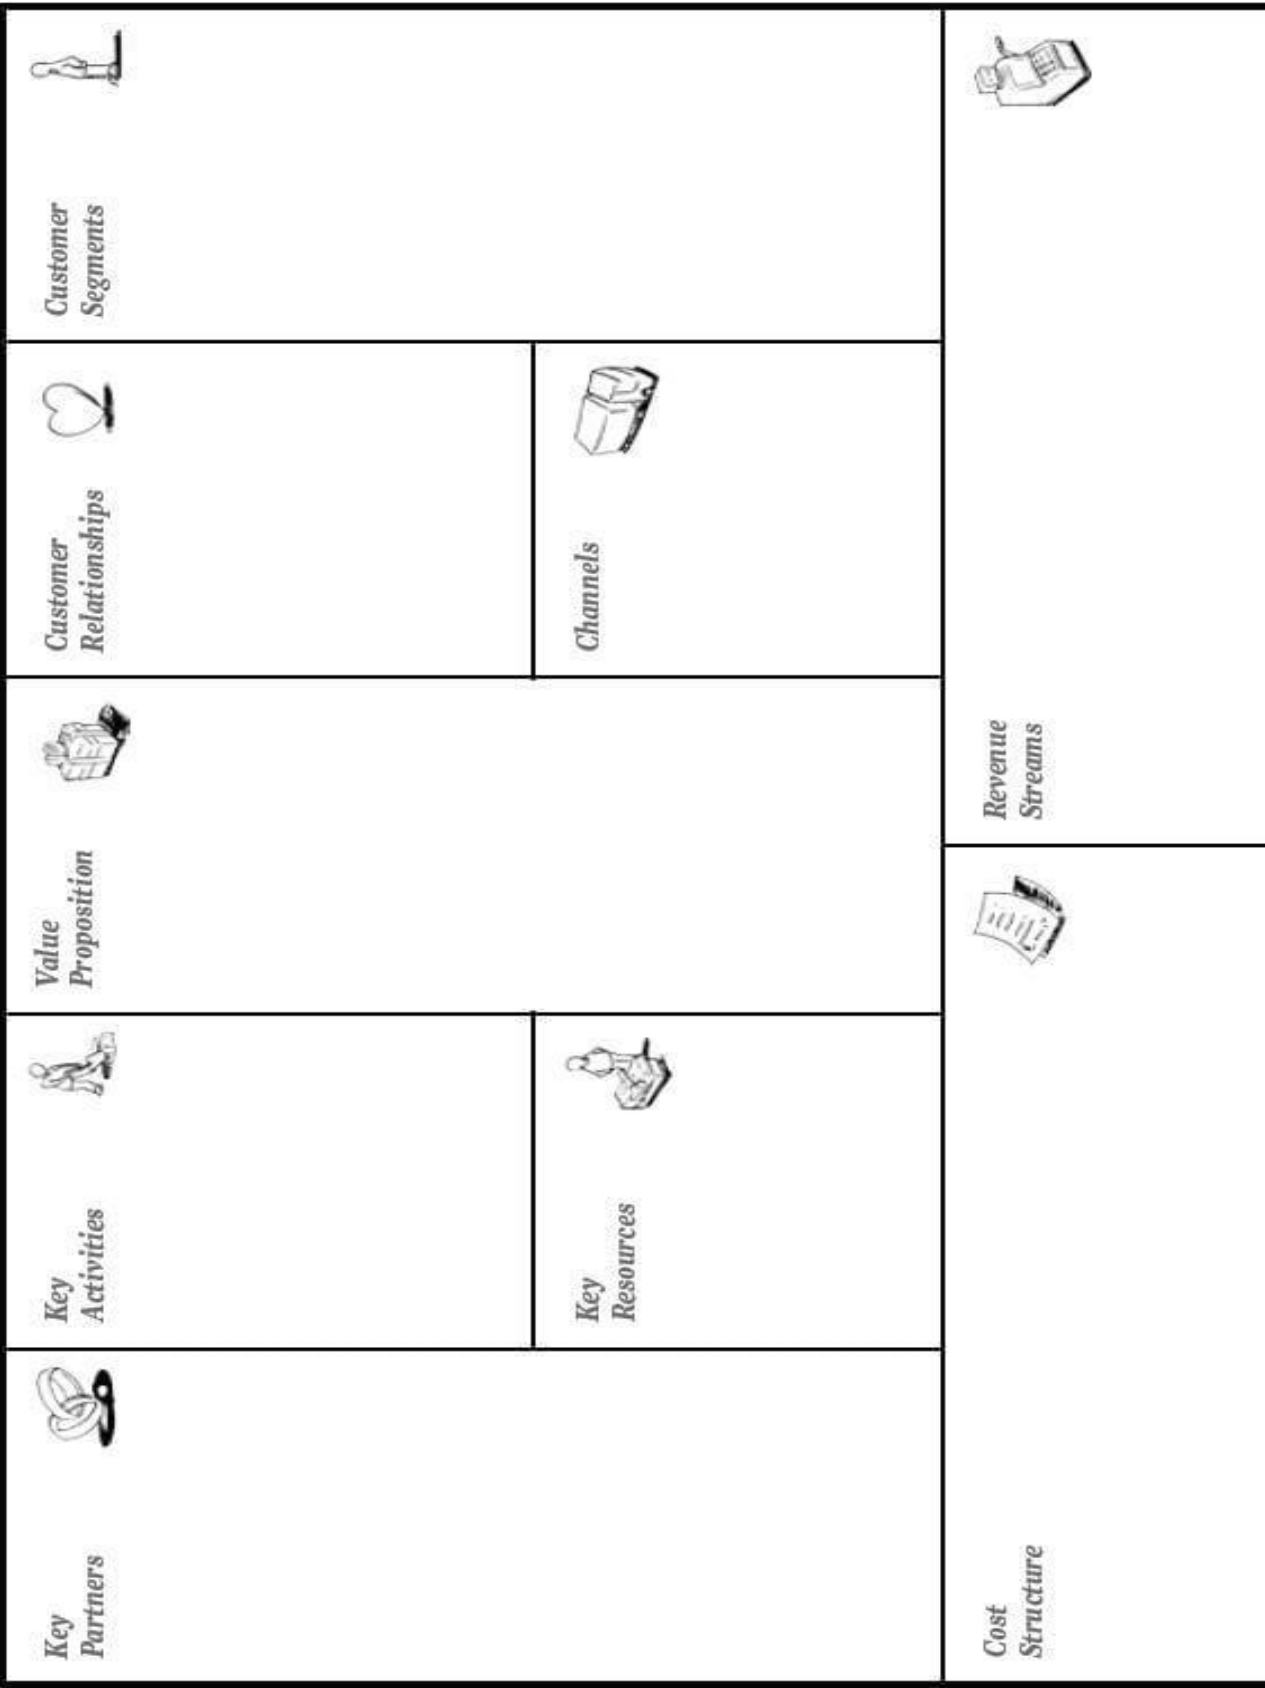 Key
Partners
Key
Activities
Key
Resources
Value
Proposition
Customer
Relationships
Channels
Customer
Segments
Cost
Structure
Revenue
Streams